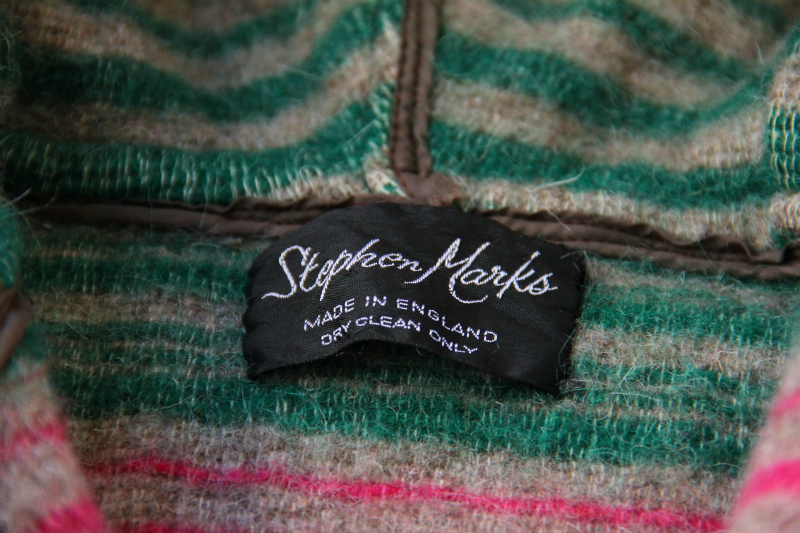 Stephen Marks
MADE IN ENGLAND
DRY CLEAN ONLY